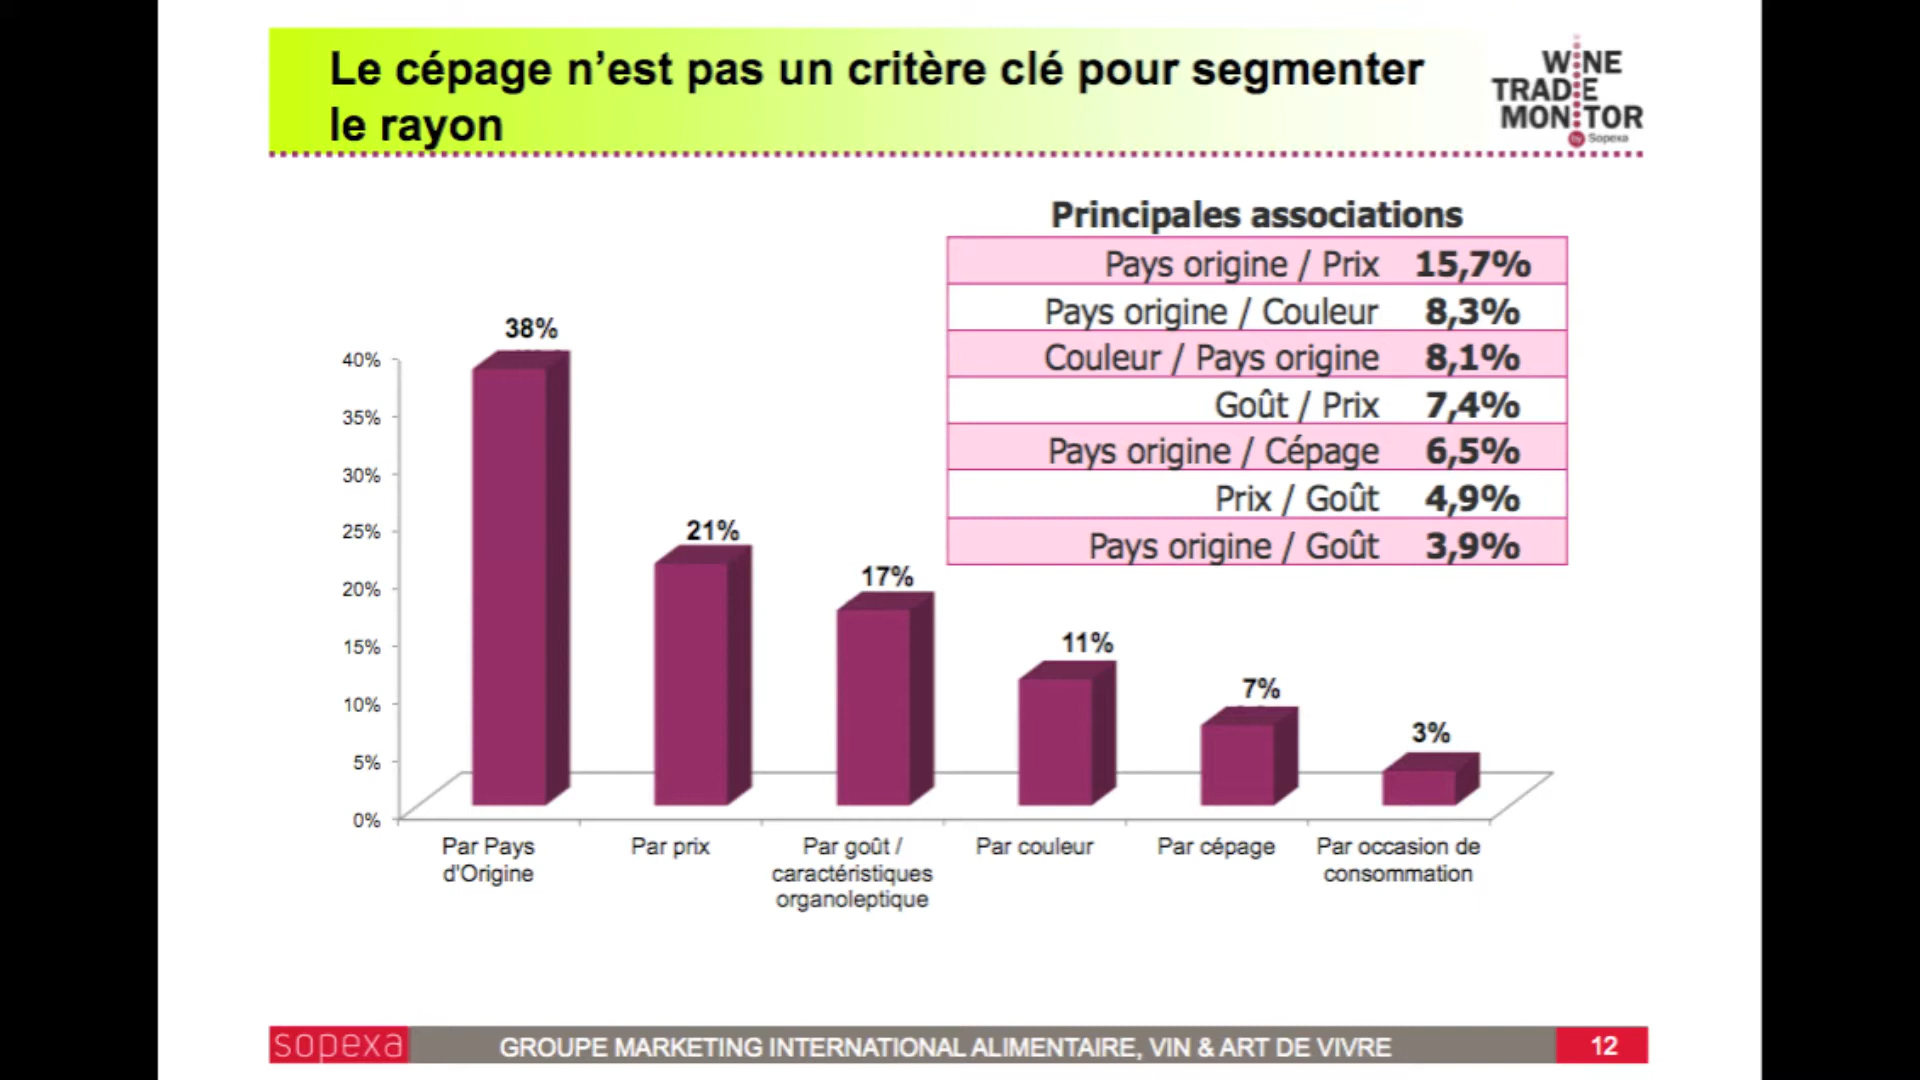 Le cépage n’est pas un critère clé pour segmenter
le rayon
WINE
TRADE
MONITOR
by Sopexa
Principales associations
Pays origine / Prix 15,7%
Pays origine / Couleur 8,3%
Couleur / Pays origine 8,1%
Goût / Prix 7,4%
Pays origine / Cépage 6,5%
Prix / Goût 4,9%
Pays origine / Goût 3,9%
38%
21%
17%
11%
7%
3%
40%
35%
30%
25%
20%
15%
10%
5%
0%
Par Pays
d'Origine
Par prix
Par goût /
caractéristiques
organoleptique
Par couleur
Par cépage
Par occasion de
consommation
sopexa
GROUPE MARKETING INTERNATIONAL ALIMENTAIRE, VIN & ART DE VIVRE
12